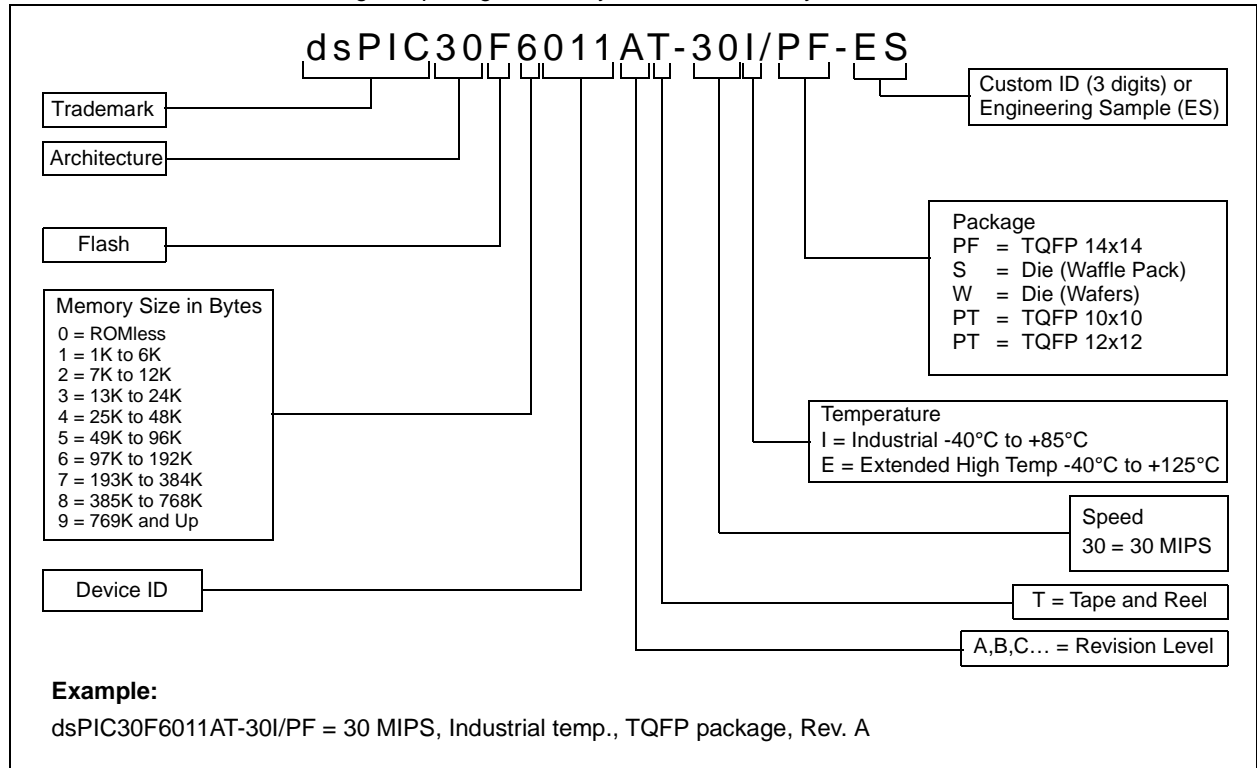 dsPIC30F6011AT-30I/PF-ES
Trademark
Architecture
Flash
Memory Size in Bytes
0 = ROMless
1 = 1K to 6K
2 = 7K to 12K
3 = 13K to 24K
4 = 25K to 48K
5 = 49K to 96K
6 = 97K to 192K
7 = 193K to 384K
8 = 385K to 768K
9 = 769K and Up
Device ID
Custom ID (3 digits) or
Engineering Sample (ES)
Package
PF = TQFP 14x14
S = Die (Waffle Pack)
W = Die (Wafers)
PT = TQFP 10x10
PT = TQFP 12x12
Temperature
I = Industrial -40°C to +85°C
E = Extended High Temp -40°C to +125°C
Speed
30 = 30 MIPS
T = Tape and Reel
A,B,C… = Revision Level
Example:
dsPIC30F6011AT-30I/PF = 30 MIPS, Industrial temp., TQFP package, Rev. A